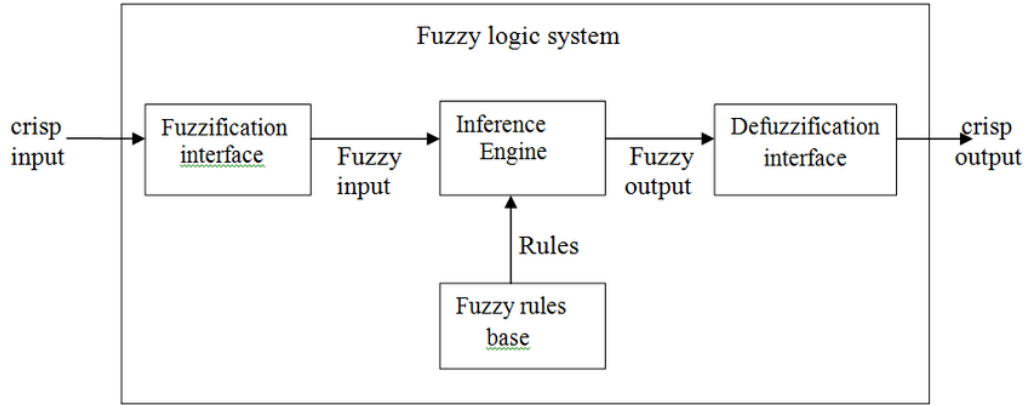 Fuzzy logic system
crisp
input
Fuzzification
interface
Fuzzy
input
Inference
Engine
Fuzzy
output
Defuzzification
interface
crisp
output
Rules
Fuzzy rules
base